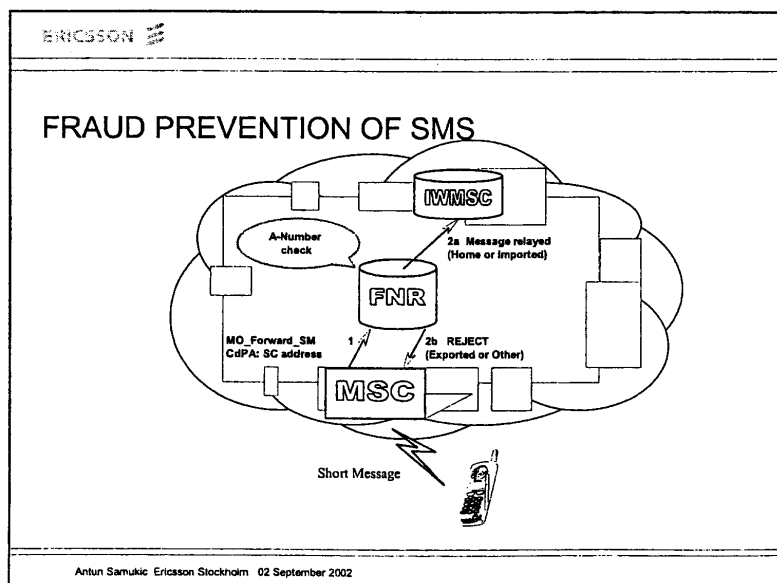 ERICSSON
FRAUD PREVENTION OF SMS
IWMSC
A-Number
check
2a Message relayed
(Home or Imported)
FNR
MO_Forward_SM
CdPA: SC address
1
2b REJECT
(Exported or Other)
MSC
Short Message
Antun Samukic Ericsson Stockholm 02 September 2002